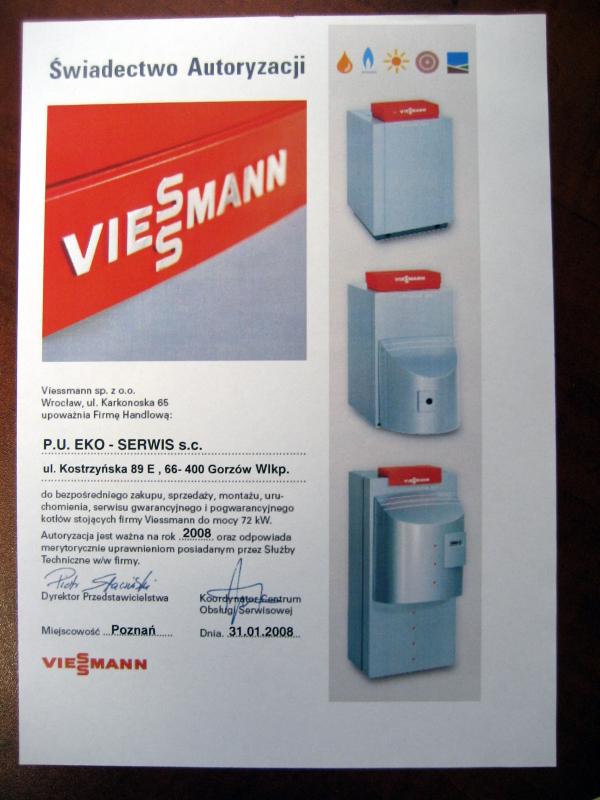 Świadectwo Autoryzacji
VIESSMANN
Viessmann sp. z o.o.
Wrocław, ul. Karkonoska 65
upoważnia Firmę Handlową:
P.U. EKO - SERWIS s.c.
ul. Kostrzyńska 89 E , 66- 400 Gorzów Wlkp.
do bezpośredniego zakupu, sprzedaży, montażu, uru-
chomienia, serwisu gwarancyjnego i pogwarancyjnego
kotłów stojących firmy Viessmann do mocy 72 kW.
Autoryzacja jest ważna na rok 2008 oraz odpowiada
merytorycznie uprawnieniom posiadanym przez Służby
Techniczne w/w firmy.
Dyrektor Przedstawicielstwa
Koordynator Centrum
Obsługi Serwisowej
Miejscowość Poznań
Dnia. 31.01.2008
VIESSMANN
VIESSMANN
VIESSMANN
VIESSMANN